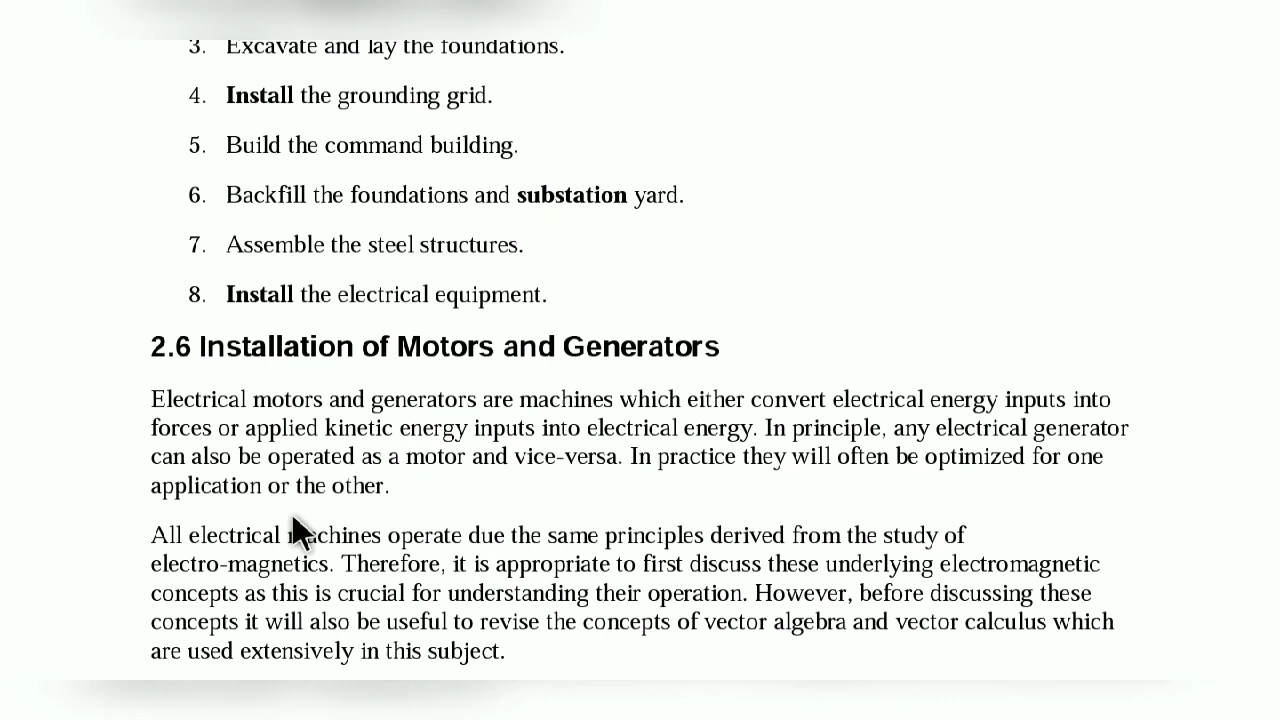 3. Excavate and lay the foundations.
4. Install the grounding grid.
5. Build the command building.
6. Backfill the foundations and substation yard.
7. Assemble the steel structures.
8. Install the electrical equipment.
2.6 Installation of Motors and Generators
Electrical motors and generators are machines which either convert electrical energy inputs into
forces or applied kinetic energy inputs into electrical energy. In principle, any electrical generator
can also be operated as a motor and vice-versa. In practice they will often be optimized for one
application or the other.
All electrical machines operate due the same principles derived from the study of
electro-magnetics. Therefore, it is appropriate to first discuss these underlying electromagnetic
concepts as this is crucial for understanding their operation. However, before discussing these
concepts it will also be useful to revise the concepts of vector algebra and vector calculus which
are used extensively in this subject.